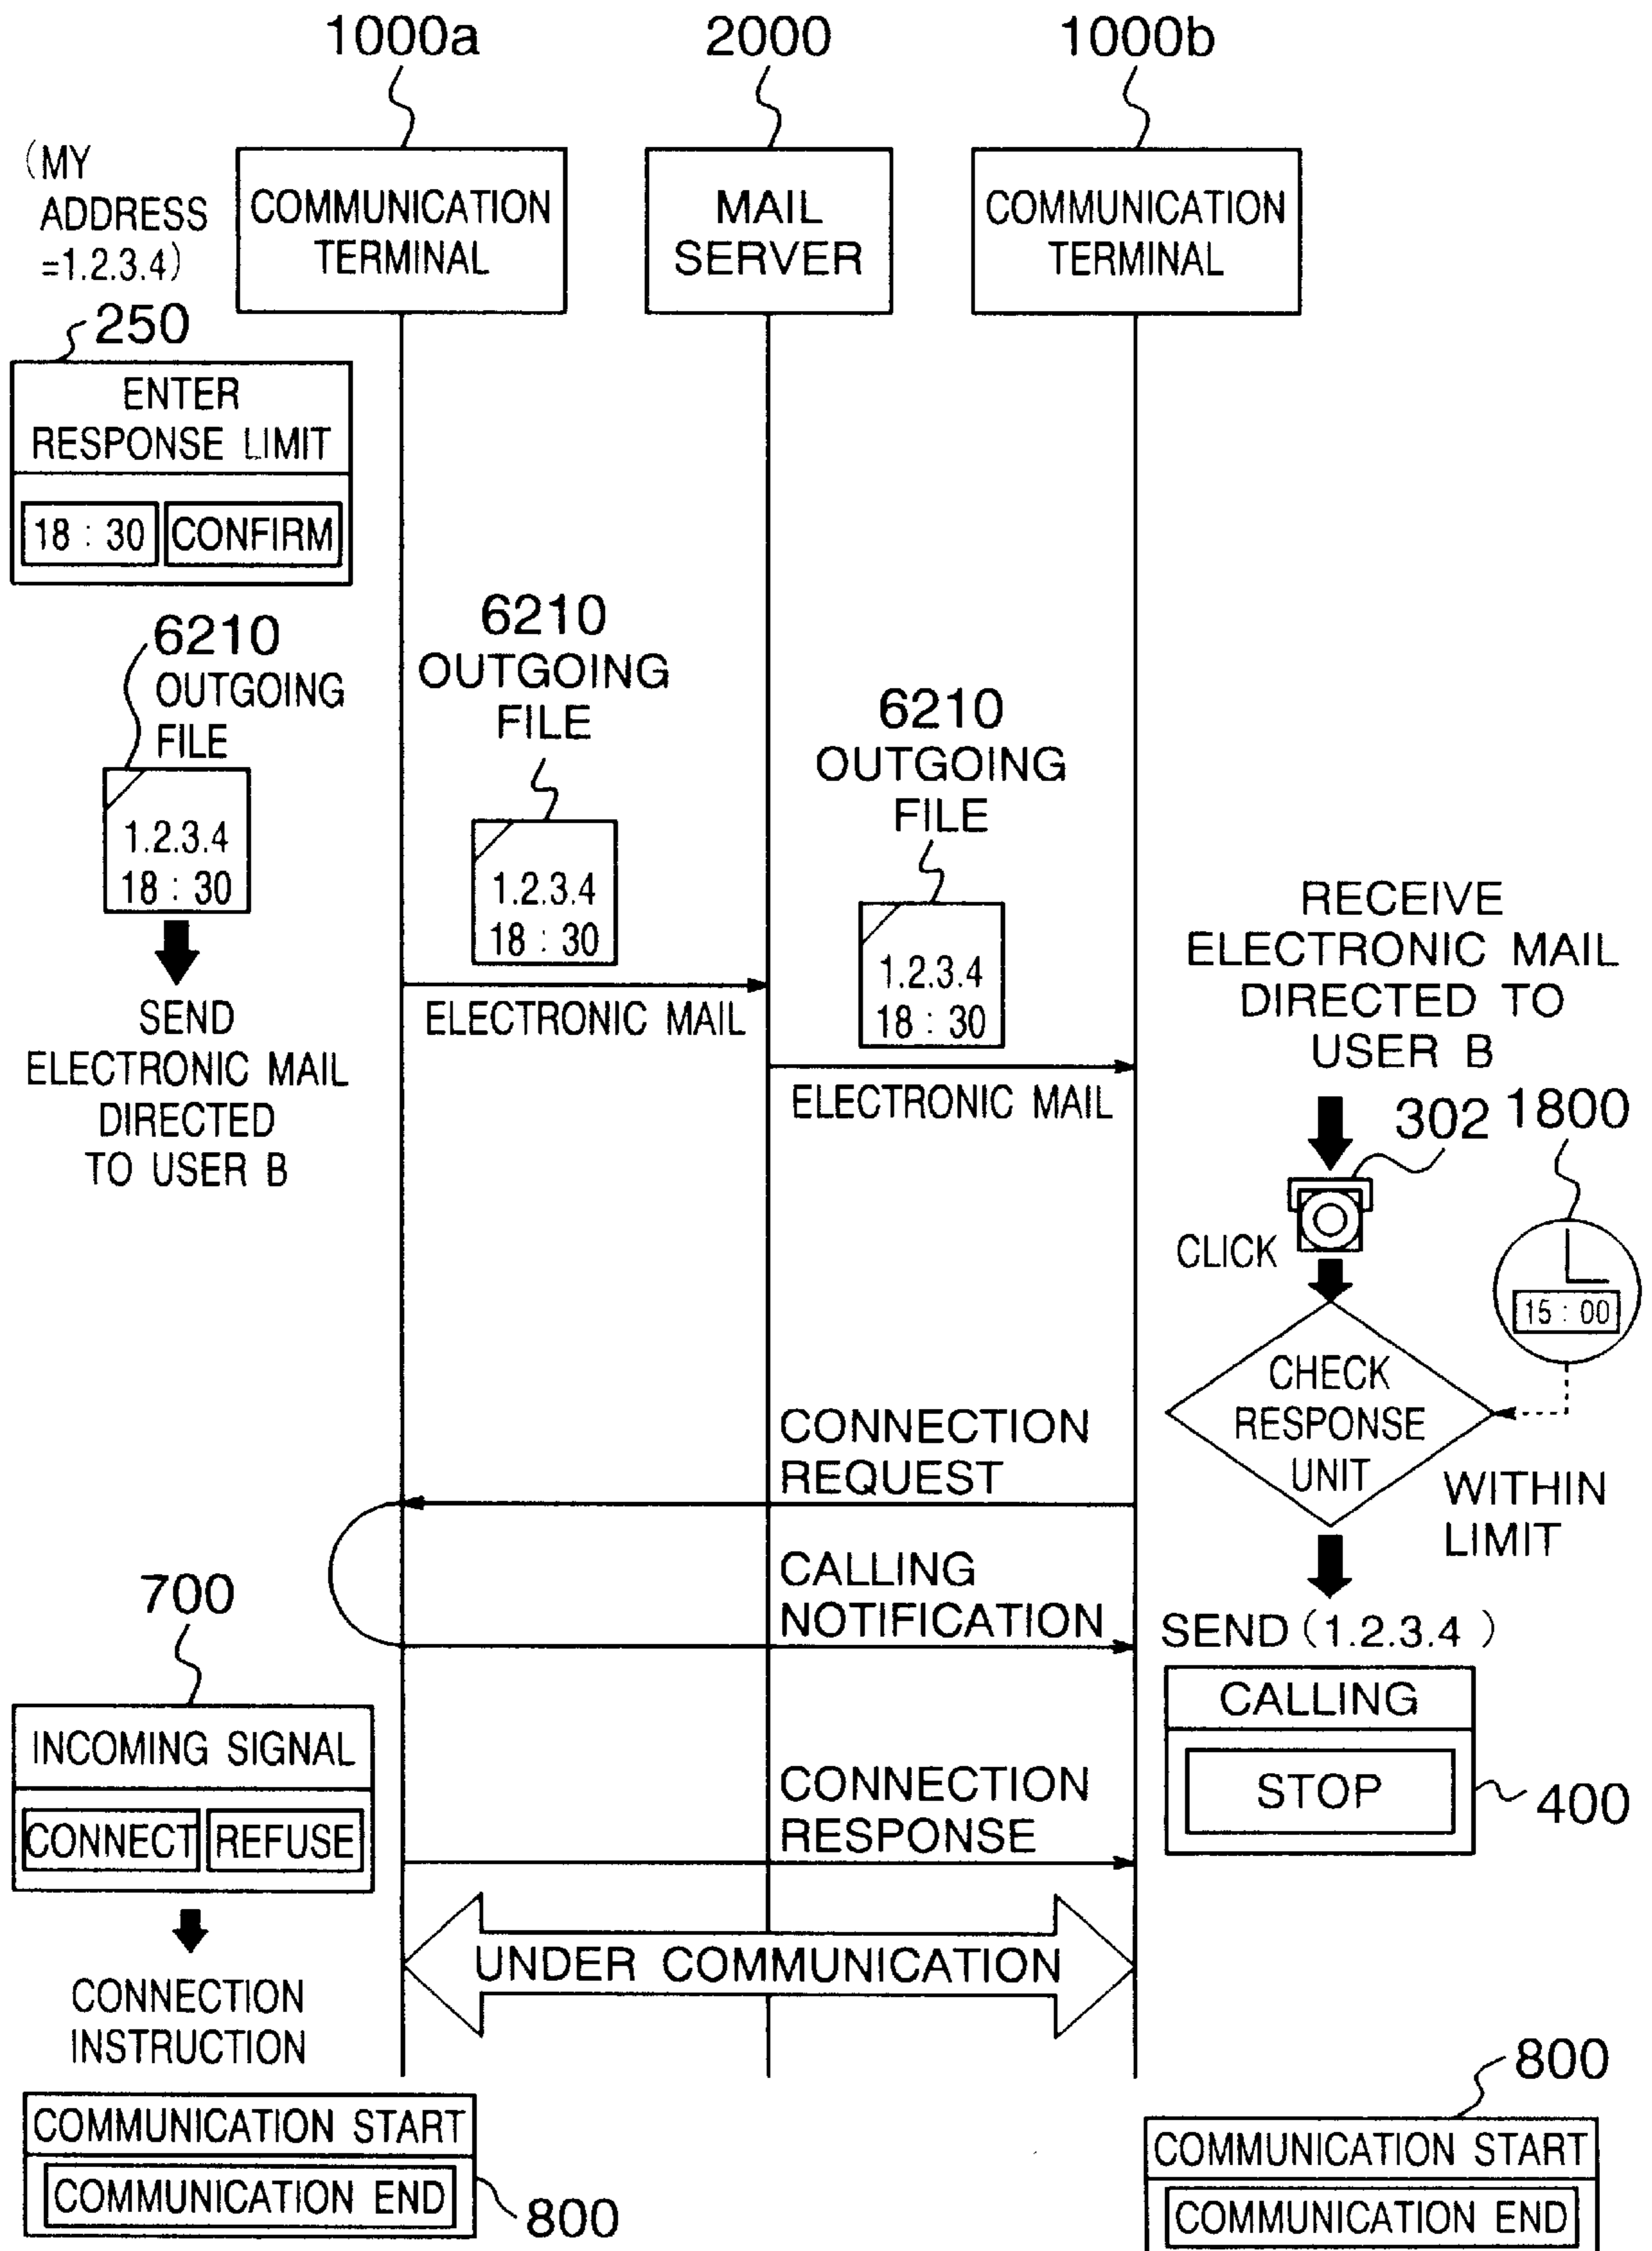 1000a
2000
1000b
(MY
ADDRESS
=1.2.3.4)
COMMUNICATION
TERMINAL
MAIL
SERVER
COMMUNICATION
TERMINAL
250
ENTER
RESPONSE LIMIT
18 : 30
CONFIRM
6210
OUTGOING
FILE
1.2.3.4
18 : 30
SEND
ELECTRONIC MAIL
DIRECTED
TO USER B
6210
OUTGOING
FILE
1.2.3.4
18 : 30
ELECTRONIC MAIL
6210
OUTGOING
FILE
1.2.3.4
18 : 30
ELECTRONIC MAIL
RECEIVE
ELECTRONIC MAIL
DIRECTED TO
USER B
302
1800
CLICK
15 : 00
CHECK
RESPONSE
UNIT
WITHIN
LIMIT
CONNECTION
REQUEST
CALLING
NOTIFICATION
SEND (1.2.3.4 )
700
INCOMING SIGNAL
CONNECT
REFUSE
CALLING
STOP
400
CONNECTION
RESPONSE
UNDER COMMUNICATION
CONNECTION
INSTRUCTION
COMMUNICATION START
COMMUNICATION END
800
800
COMMUNICATION START
COMMUNICATION END